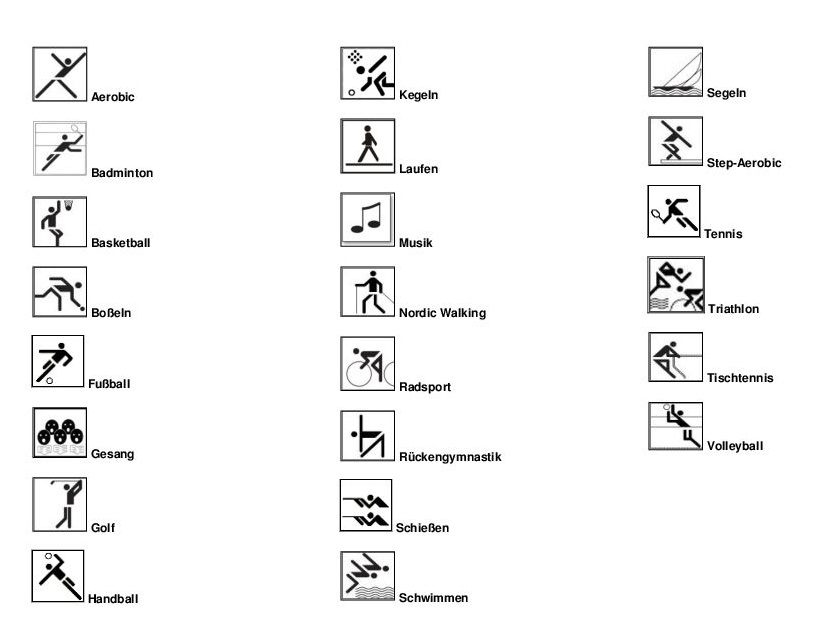 Aerobic
Badminton
Basketball
Boßeln
Fußball
Gesang
Golf
Handball
Kegeln
Laufen
Musik
Nordic Walking
Radsport
Rückengymnastik
Schießen
Schwimmen
Segeln
Step-Aerobic
Tennis
Triathlon
Tischtennis
Volleyball